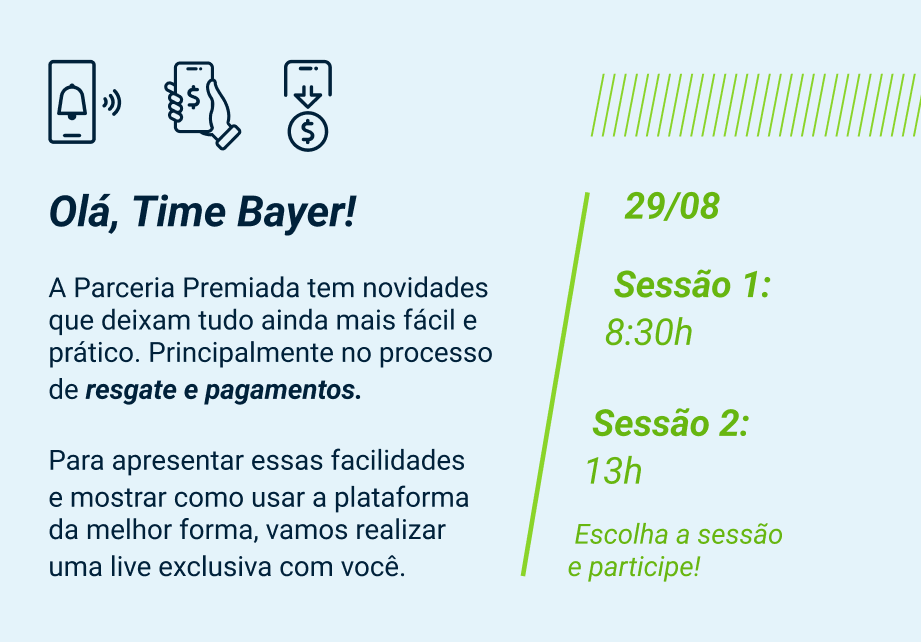 Olá, Time Bayer!
A Parceria Premiada tem novidades
que deixam tudo ainda mais fácil e
prático. Principalmente no processo
de resgate e pagamentos.
Para apresentar essas facilidades
e mostrar como usar a plataforma
da melhor forma, vamos realizar
uma live exclusiva com você.
29/08
Sessão 1:
8:30h
Sessão 2:
13h
Escolha a sessão
e participe!